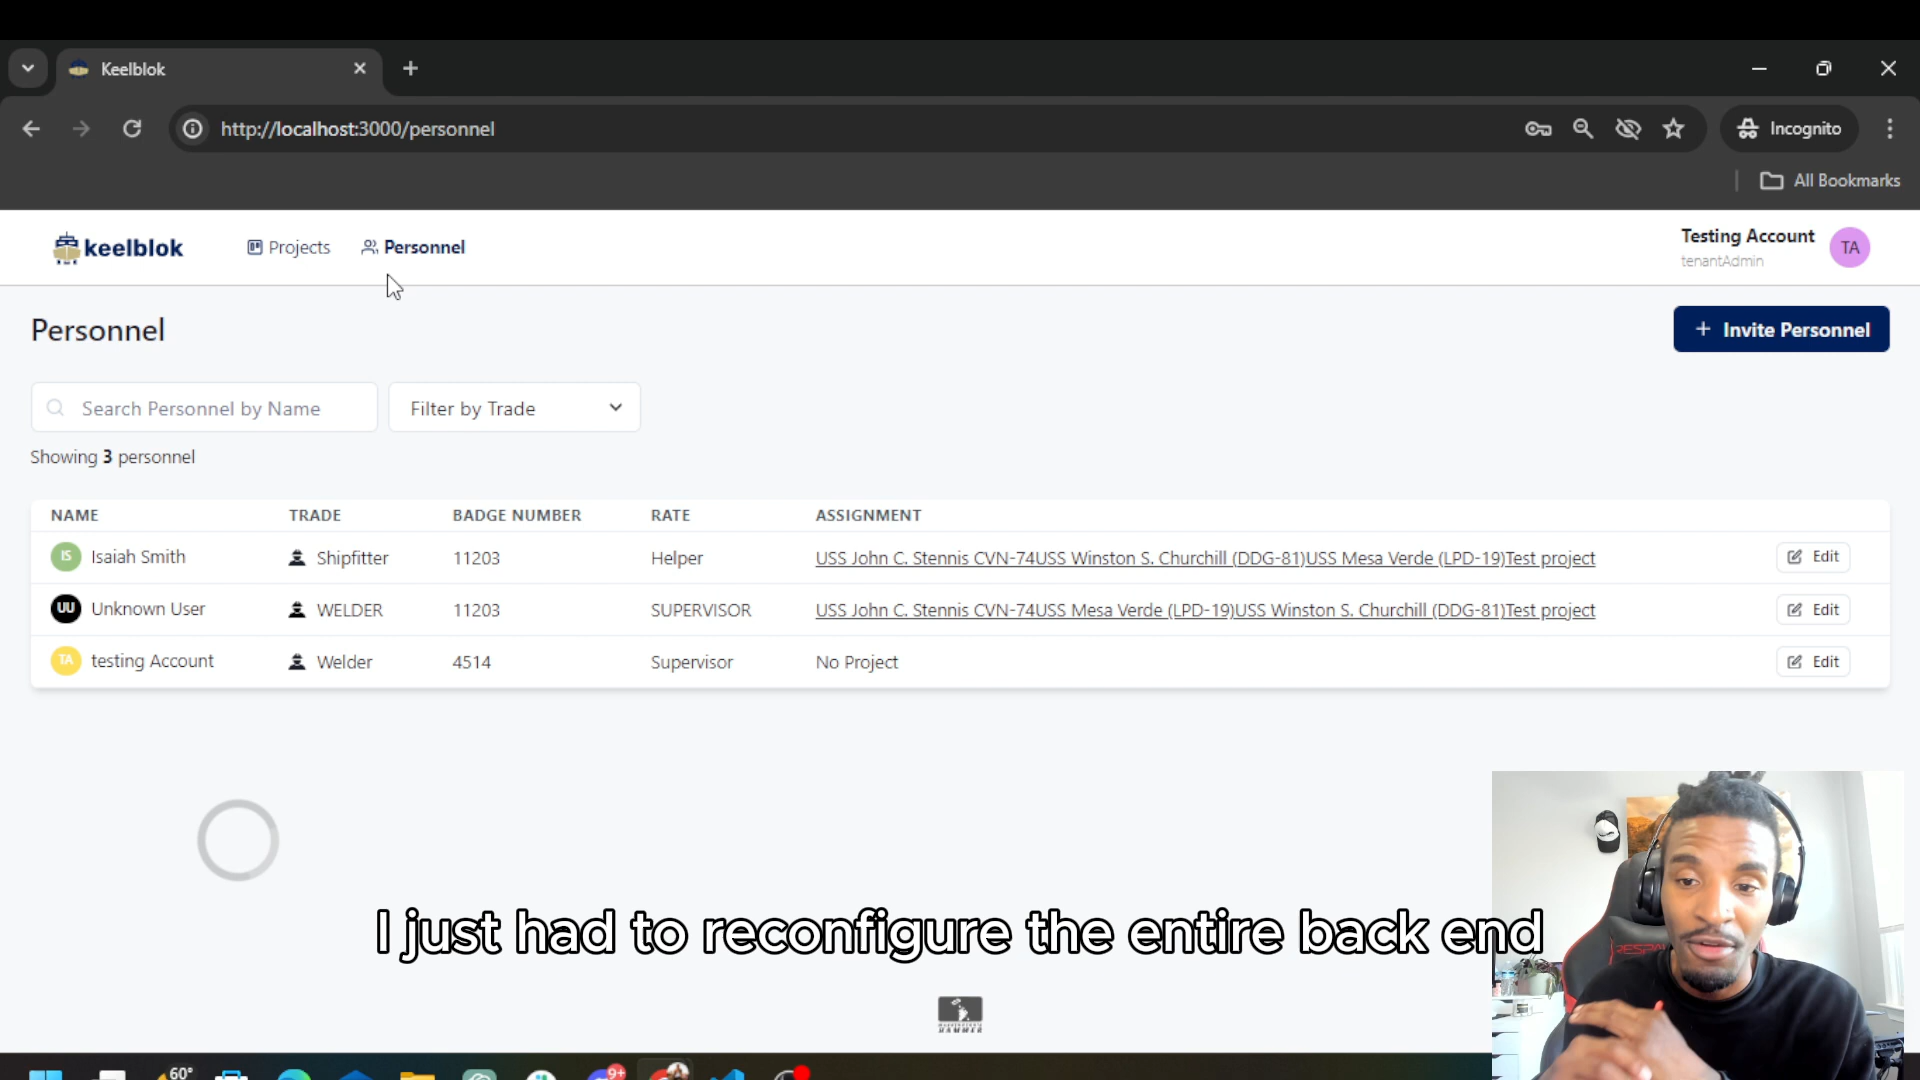 Keelblok
http://localhost:3000/personnel
Incognito
All Bookmarks
keelblok
Projects
Personnel
Testing Account
tenantAdmin
TA
Personnel
+ Invite Personnel
Search Personnel by Name
Filter by Trade
Showing 3 personnel
NAME TRADE BADGE NUMBER RATE ASSIGNMENT
IS Isaiah Smith Shipfitter 11203 Helper USS John C. Stennis CVN-74USS Winston S. Churchill (DDG-81)USS Mesa Verde (LPD-19)Test project Edit
UU Unknown User WELDER 11203 SUPERVISOR USS John C. Stennis CVN-74USS Mesa Verde (LPD-19)USS Winston S. Churchill (DDG-81)Test project Edit
TA testing Account Welder 4514 Supervisor No Project Edit
I just had to reconfigure the entire back end
HAMMER
60°
9+